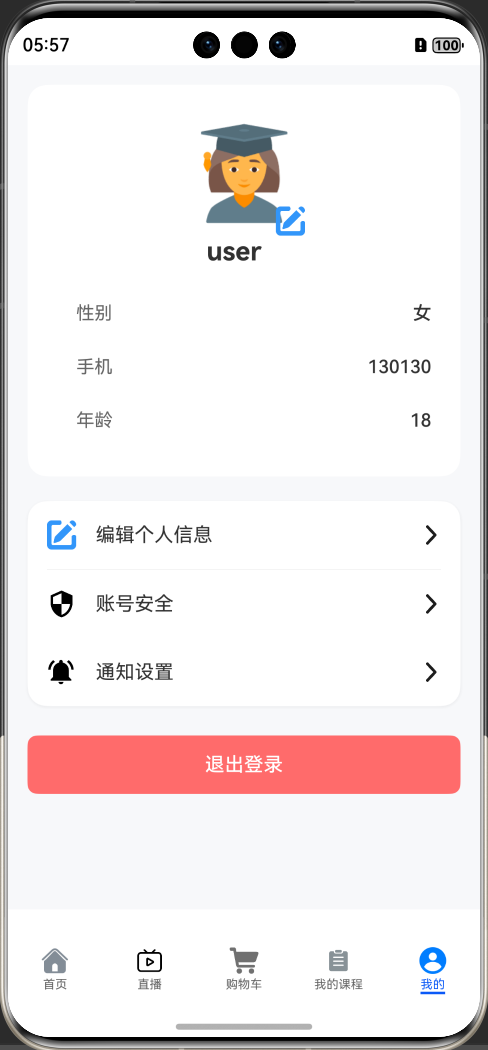 05:57
100
user
性别 女
手机 130130
年龄 18
编辑个人信息
账号安全
通知设置
退出登录
首页 直播 购物车 我的课程 我的